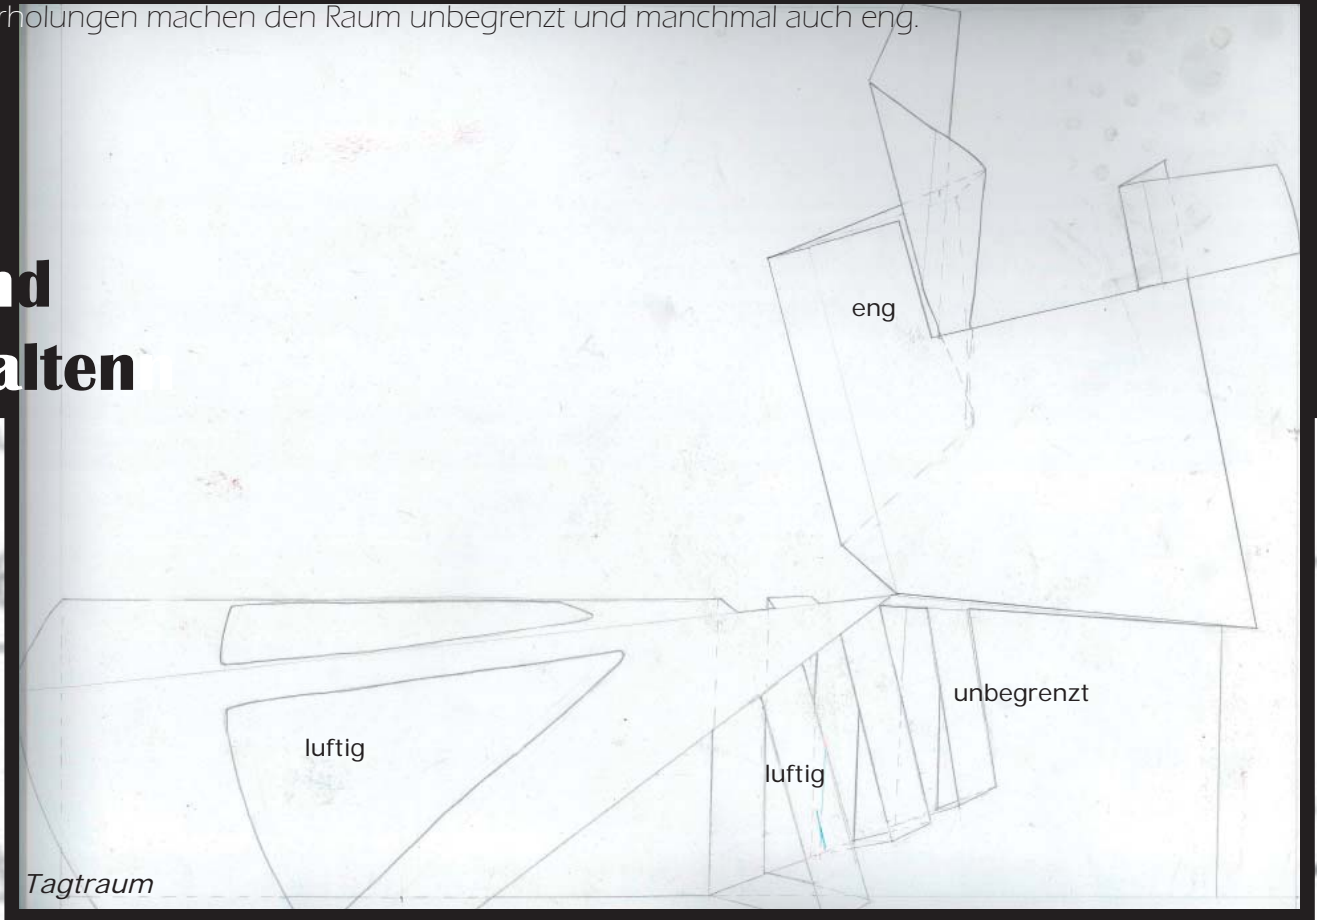 rholungen machen den Raum unbegrenzt und manchmal auch eng.
nd
alten
eng
unbegrenzt
luftig
luftig
Tagtraum